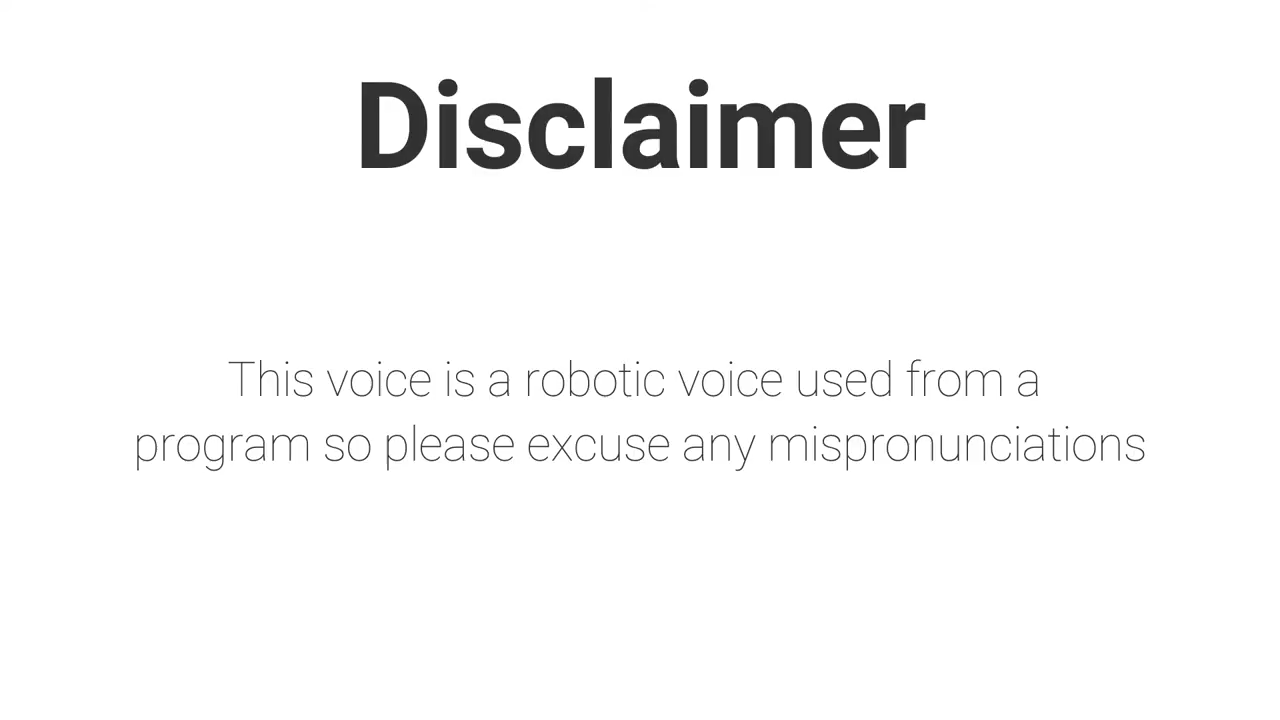 Disclaimer
This voice is a robotic voice used from a
program so please excuse any mispronunciations